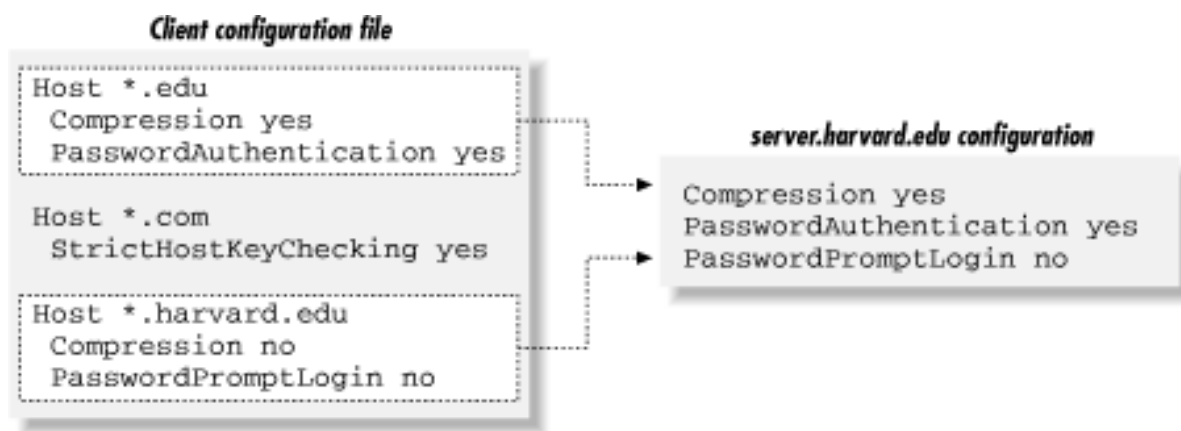 Client configuration file
Host *.edu
Compression yes
PasswordAuthentication yes
Host *.com
StrictHostKeyChecking yes
Host *.harvard.edu
Compression no
PasswordPromptLogin no
server.harvard.edu configuration
Compression yes
PasswordAuthentication yes
PasswordPromptLogin no